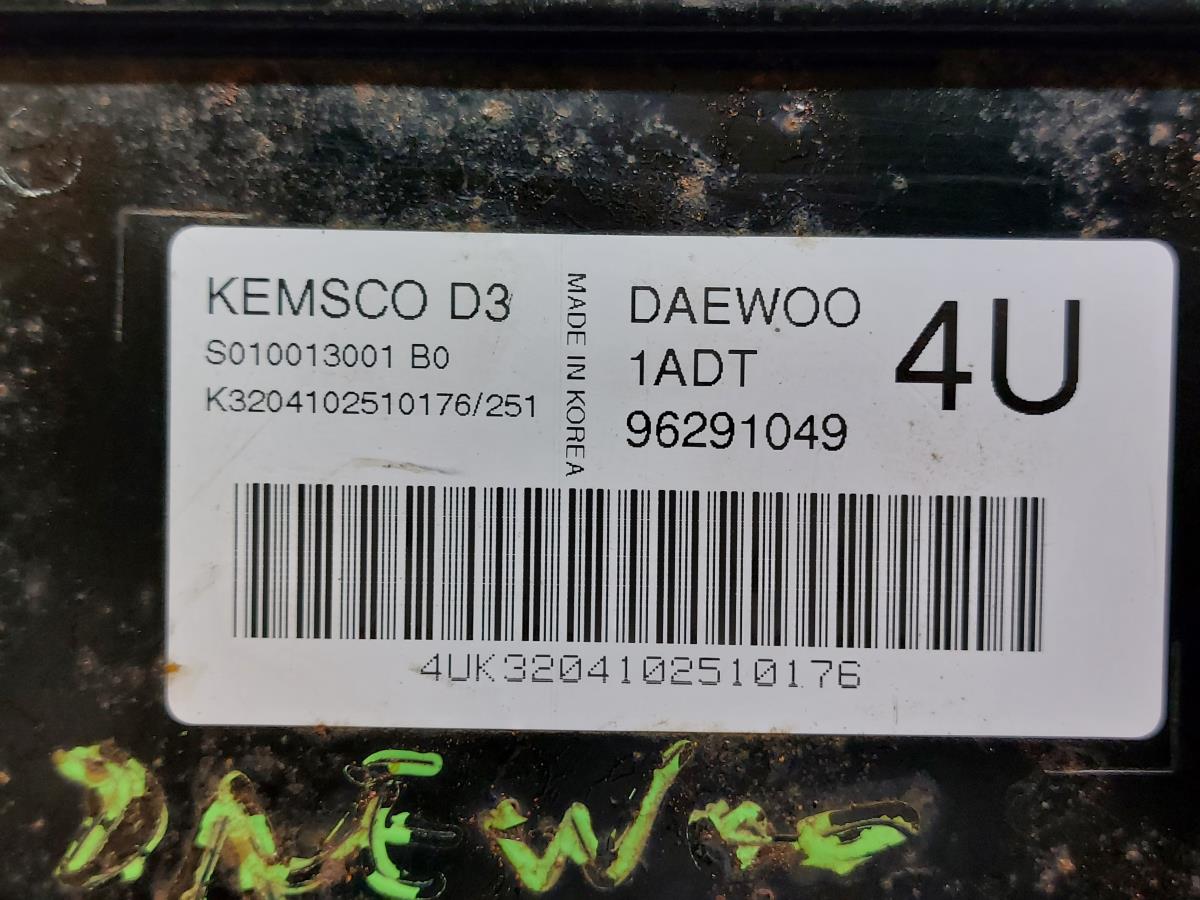 KEMSCO D3
S010013001 B0
K3204102510176/251
MADE IN KOREA
DAEWOO
1ADT
96291049
4U
4UK3204102510176
DAEWOO